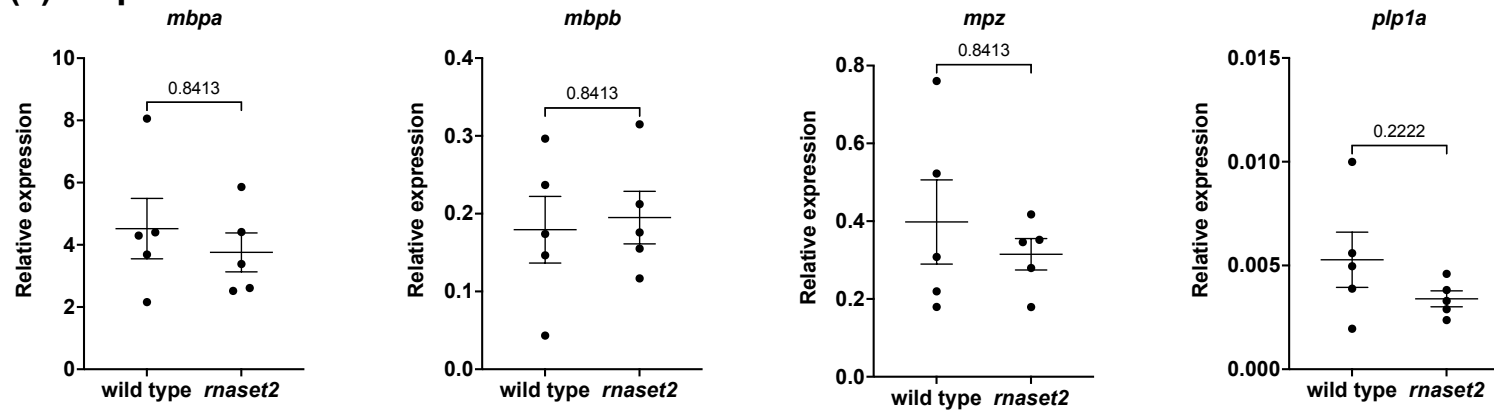 mbpa
mbpb
mpz
plp1a
Relative expression
10
8
6
4
2
0
0.8413
wild type rnaset2
Relative expression
0.4
0.3
0.2
0.1
0.0
0.8413
wild type rnaset2
Relative expression
0.8
0.6
0.4
0.2
0.0
0.8413
wild type rnaset2
Relative expression
0.015
0.010
0.005
0.000
0.2222
wild type rnaset2